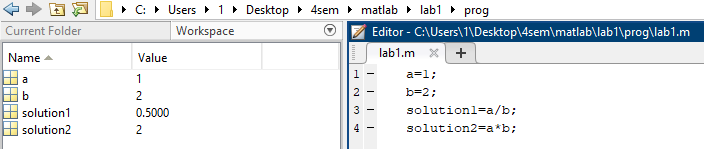 C: Users 1 Desktop 4sem matlab lab1 prog
Current Folder Workspace
Name Value
a 1
b 2
solution1 0.5000
solution2 2
Editor - C:\Users\1\Desktop\4sem\matlab\lab1\prog\lab1.m
lab1.m × +
1 - a=1;
2 - b=2;
3 - solution1=a/b;
4 - solution2=a*b;